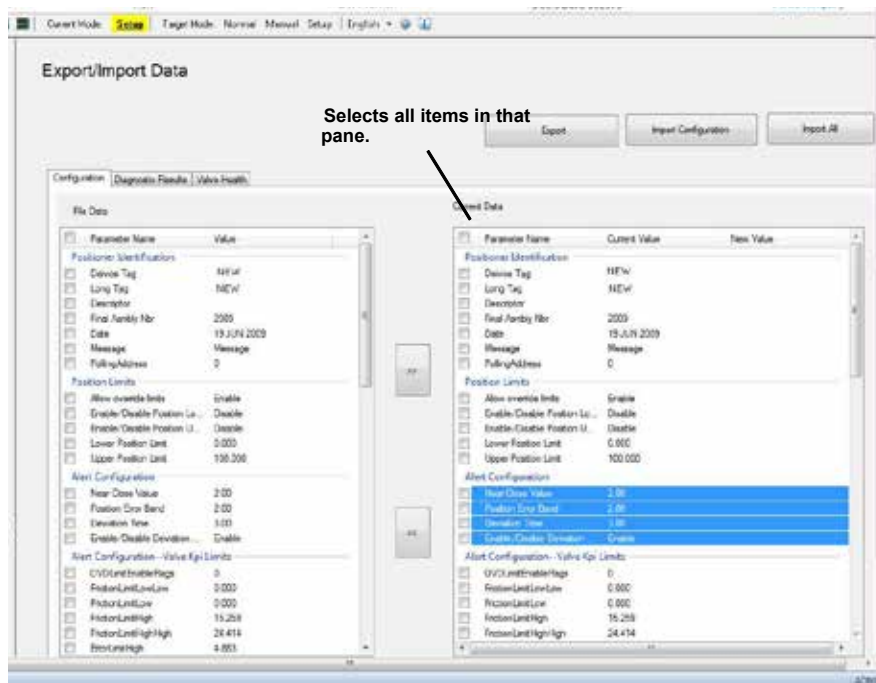 Current Mode: Setup Target Mode: Normal Manual Setup English
Export/Import Data
Selects all items in that
pane.
Export Import Configuration Import All
Configuration Diagnostic Results Valve Health
File Data
Parameter Name Value
Positioner Identification
Device Tag NEW
Long Tag NEW
Descriptor
Final Asmbly Nbr 2009
Date 19 JUN 2009
Message Message
PollingAddress 0
Position Limits
Allow override limits Enable
Enable/Disable Position Lo... Disable
Enable/Disable Position U... Disable
Lower Position Limit 0.000
Upper Position Limit 100.000
Alert Configuration
Near Close Value 2.00
Position Error Band 2.00
Deviation Time 3.00
Enable/Disable Deviation... Enable
Alert Configuration - Valve Kpi Limits
0
FrictionLimitLowLow 0.000
FrictionLimitLow 0.000
FrictionLimitHigh 15.259
FrictionLimitHighHigh 24.414
ErrorLimitHigh 4.883
>>
<<
Current Data
Parameter Name Current Value New Value
Positioner Identification
Device Tag NEW
Long Tag NEW
Descriptor
Final Asmbly Nbr 2009
Date 19 JUN 2009
Message Message
PollingAddress 0
Position Limits
Allow override limits Enable
Enable/Disable Position Lo... Disable
Enable/Disable Position U... Disable
Lower Position Limit 0.000
Upper Position Limit 100.000
Alert Configuration
Near Close Value 2.00
Position Error Band 2.00
Deviation Time 3.00
Enable/Disable Deviation Enable
Alert Configuration - Valve Kpi Limits
0
FrictionLimitLowLow 0.000
FrictionLimitLow 0.000
FrictionLimitHigh 15.259
FrictionLimitHighHigh 24.414